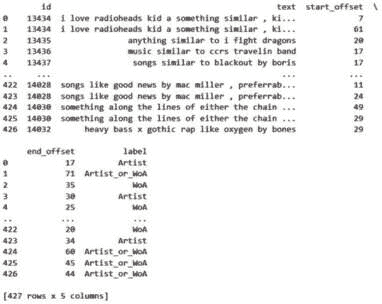 id text start_offset \
0 13434 i love radioheads kid a something similar , ki... 7
1 13434 i love radioheads kid a something similar , ki... 61
2 13435 anything similar to i fight dragons 20
3 13436 music similar to ccrs travelin band 17
4 13437 songs similar to blackout by boris 17
.. ... ... ...
422 14028 songs like good news by mac miller , preferrab... 11
423 14028 songs like good news by mac miller , preferrab... 24
424 14030 something along the lines of either the chain ... 49
425 14030 something along the lines of either the chain ... 29
426 14032 heavy bass x gothic rap like oxygen by bones 29
end_offset label
0 17 Artist
1 71 Artist_or_WoA
2 35 WoA
3 30 Artist
4 25 WoA
.. ... ...
422 20 WoA
423 34 Artist
424 60 Artist_or_WoA
425 45 Artist_or_WoA
426 44 Artist_or_WoA
[427 rows x 5 columns]